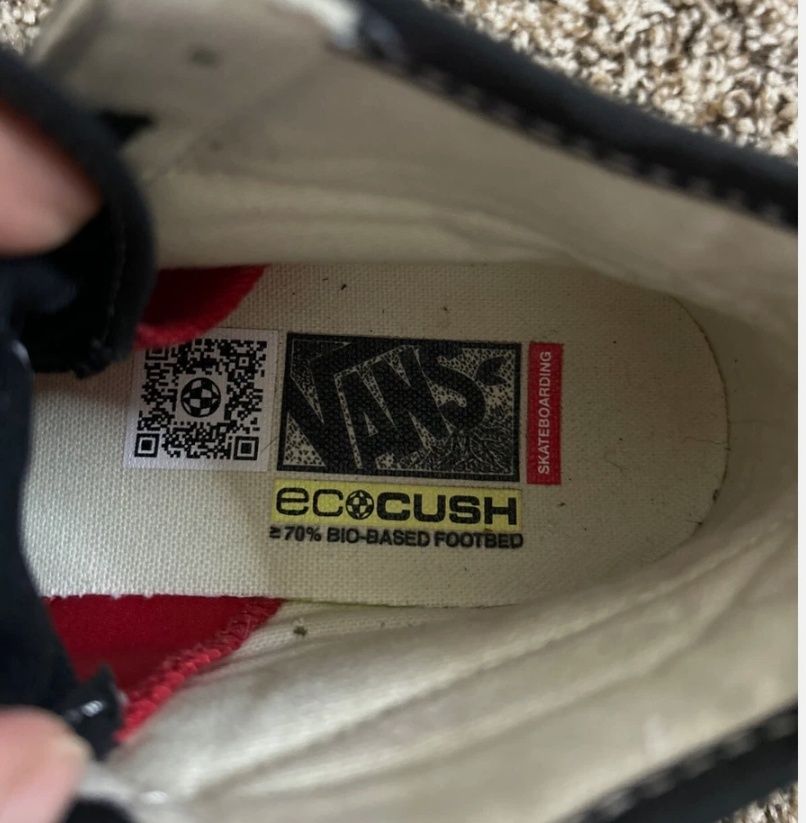 VANS
SKATEBOARDING
ecoCUSH
≥70% BIO-BASED FOOTBED